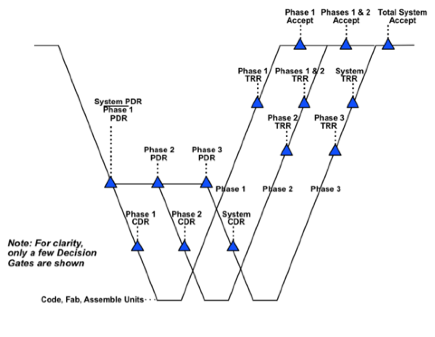 Phase 1
Accept
Phases 1 & 2
Accept
Total System
Accept
Phase 1
TRR
Phases 1 & 2
TRR
System
TRR
System PDR
Phase 1
PDR
Phase 2
TRR
Phase 3
TRR
Phase 2
PDR
Phase 3
PDR
Phase 1
Phase 2
Phase 3
Phase 1
CDR
Phase 2
CDR
System
CDR
Note: For clarity,
only a few Decision
Gates are shown
Code, Fab, Assemble Units